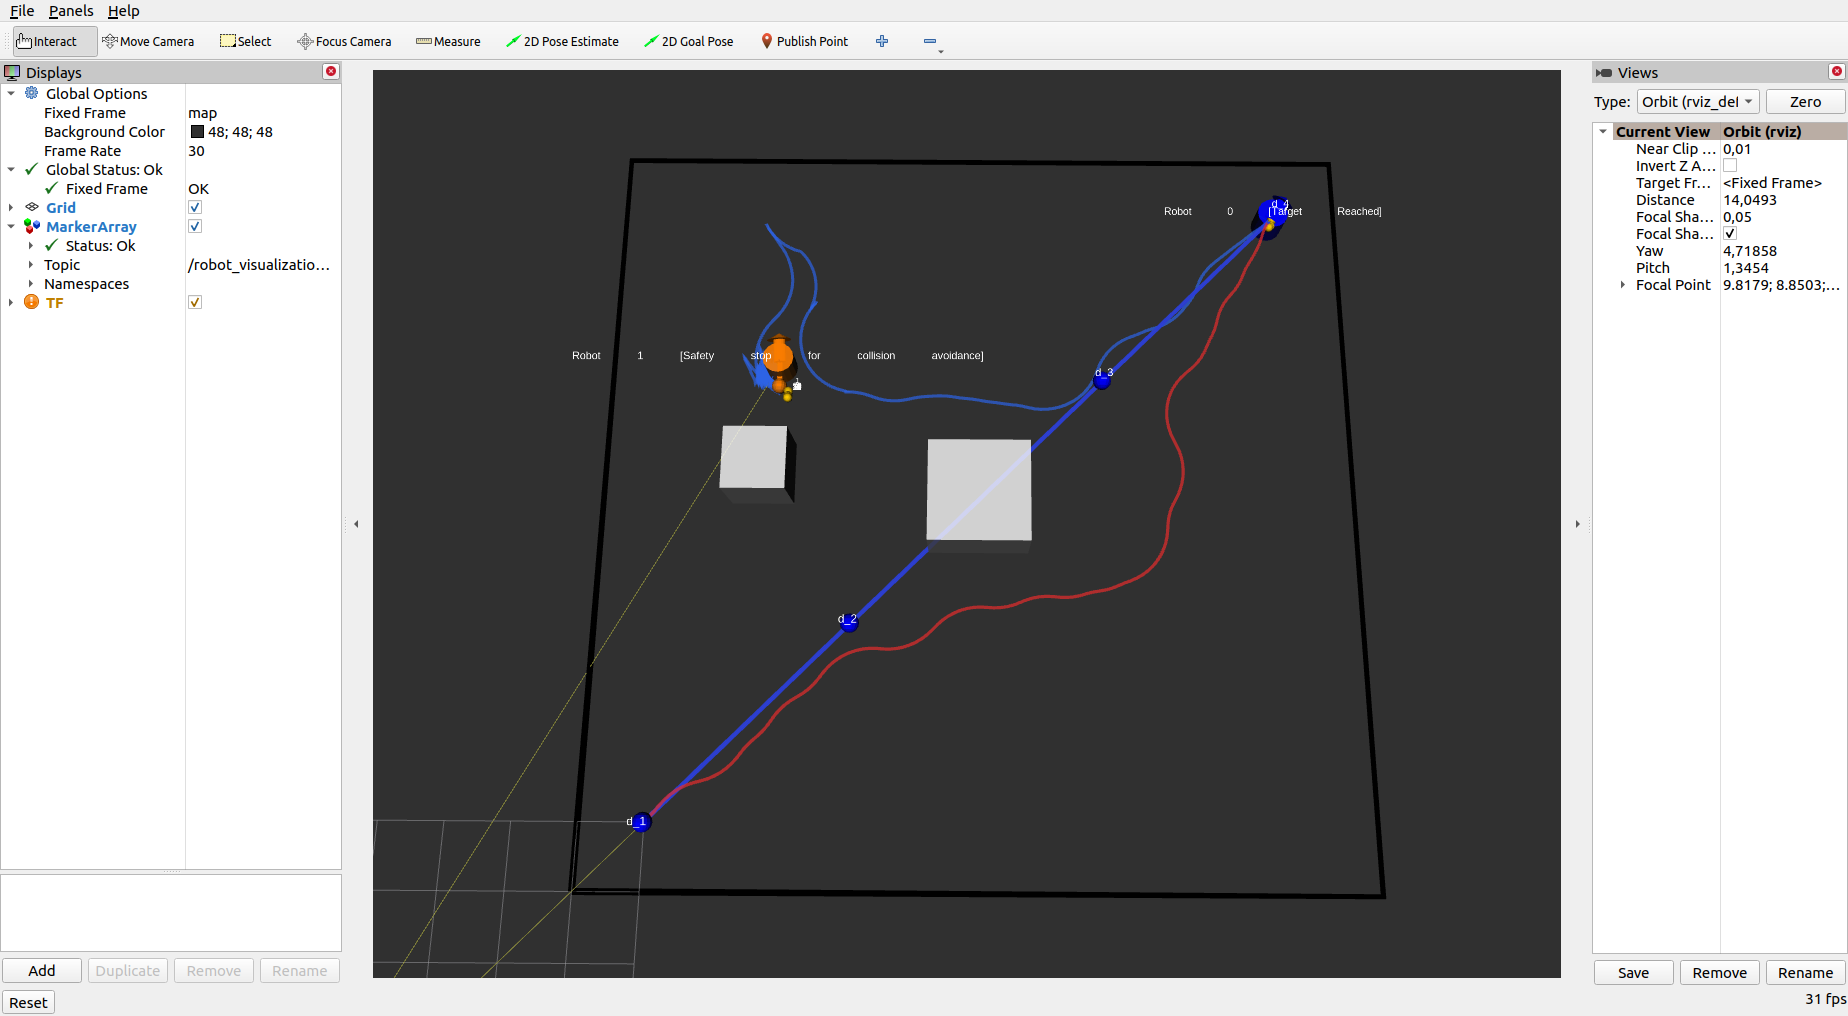 File Panels Help
Interact Move Camera Select Focus Camera Measure 2D Pose Estimate 2D Goal Pose Publish Point
Displays
Global Options
Fixed Frame map
Background Color 48; 48; 48
Frame Rate 30
Global Status: Ok
Fixed Frame OK
Grid
MarkerArray
Status: Ok
Topic /robot_visualizatio...
Namespaces
TF
Add Duplicate Remove Rename
Reset
d_4
Robot 0 [Target Reached]
Robot 1 [Safety stop for collision avoidance]
d_3
d_2
d_1
Views
Type: Orbit (rviz_def Zero
Current View Orbit (rviz)
Near Clip ... 0,01
Invert Z A...
Target Fr... <Fixed Frame>
Distance 14,0493
Focal Sha... 0,05
Focal Sha...
Yaw 4,71858
Pitch 1,3454
Focal Point 9.8179; 8.8503;...
Save Remove Rename
31 fps